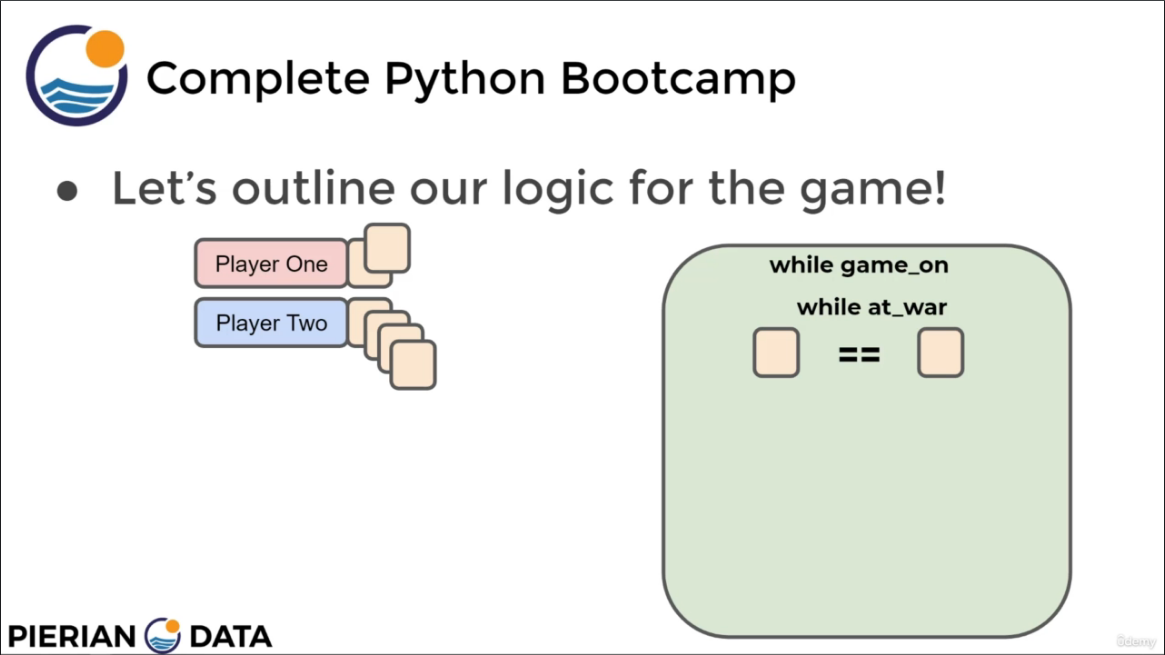 Complete Python Bootcamp
● Let's outline our logic for the game!
Player One
Player Two
while game_on
while at_war
==
PIERIAN DATA
ûdemy